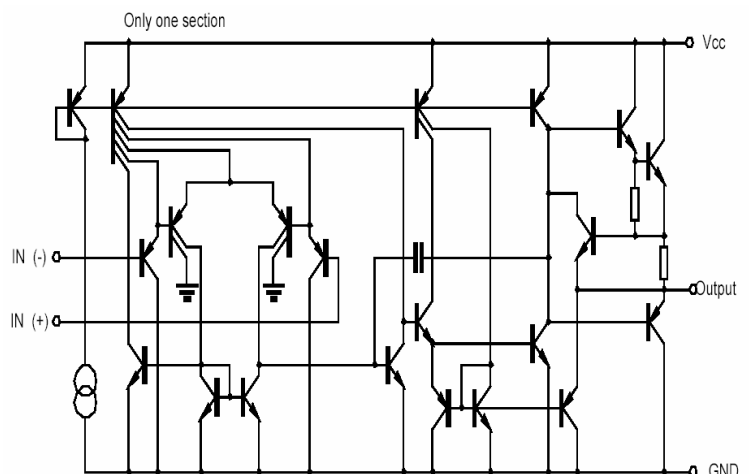 Only one section
Vcc
IN (-)
Output
IN (+)
GND